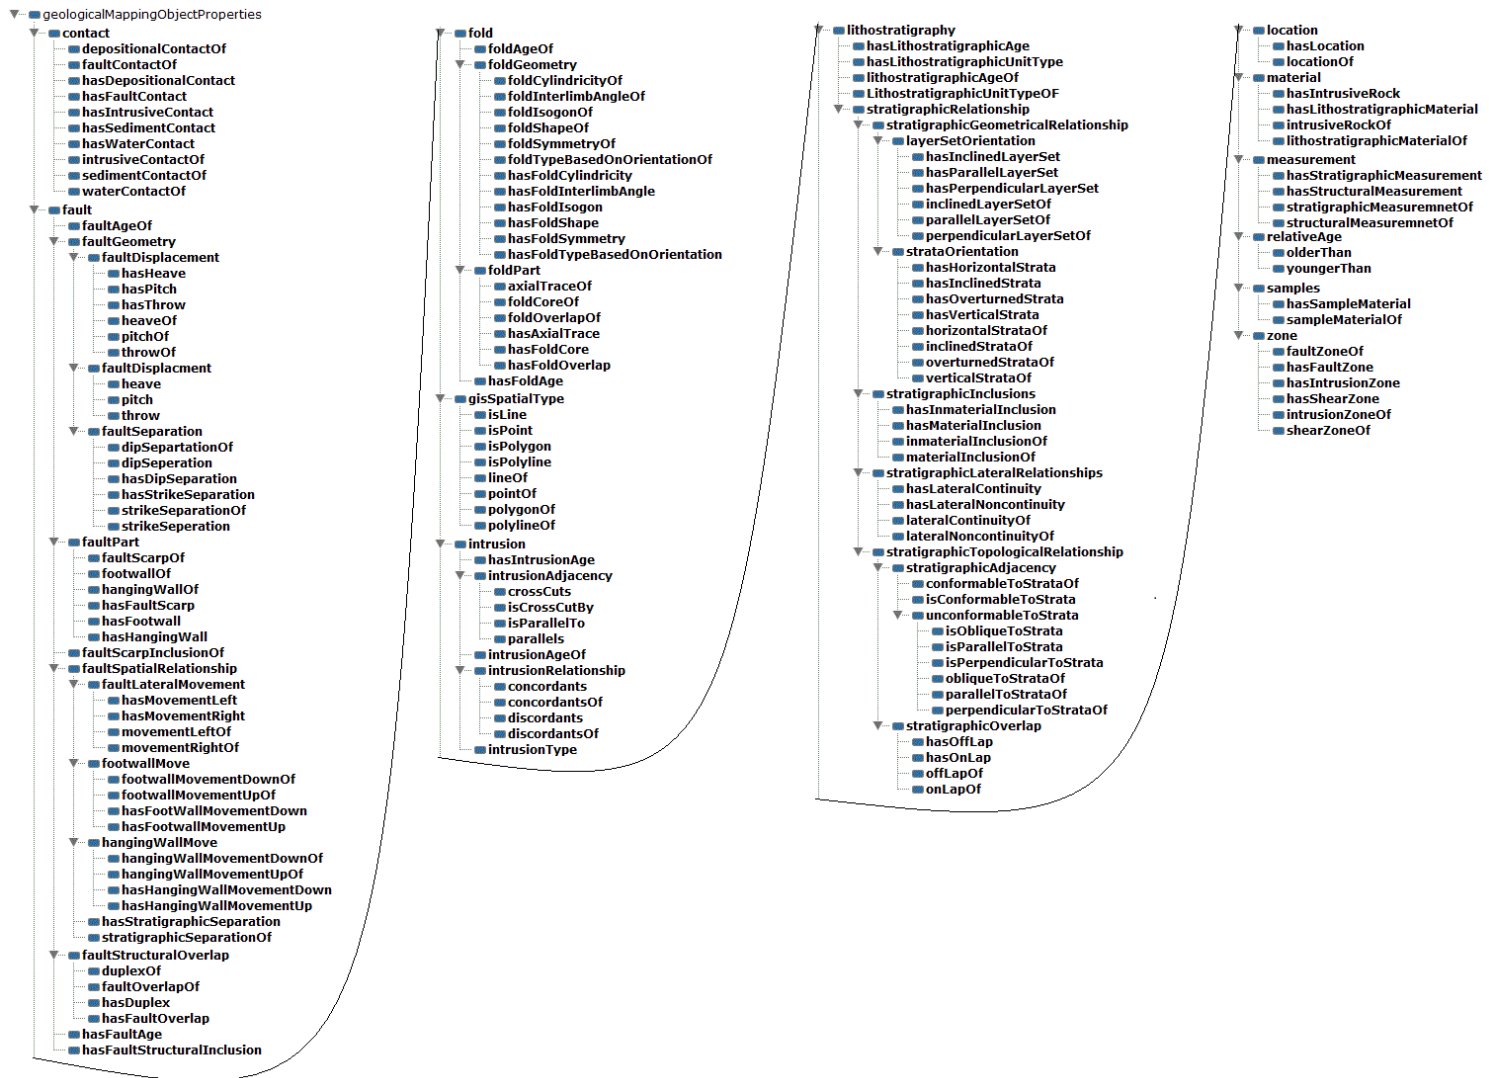 geologicalMappingObjectProperties
contact
depositionalContactOf
faultContactOf
hasDepositionalContact
hasFaultContact
hasIntrusiveContact
hasSedimentContact
hasWaterContact
intrusiveContactOf
sedimentContactOf
waterContactOf
fault
faultAgeOf
faultGeometry
faultDisplacement
hasHeave
hasPitch
hasThrow
heaveOf
pitchOf
throwOf
faultDisplacment
heave
pitch
throw
faultSeparation
dipSepartationOf
dipSeperation
hasDipSeparation
hasStrikeSeparation
strikeSeparationOf
strikeSeperation
faultPart
faultScarpOf
footwallOf
hangingWallOf
hasFaultScarp
hasFootwall
hasHangingWall
faultScarpInclusionOf
faultSpatialRelationship
faultLateralMovement
hasMovementLeft
hasMovementRight
movementLeftOf
movementRightOf
footwallMove
footwallMovementDownOf
footwallMovementUpOf
hasFootWallMovementDown
hasFootwallMovementUp
hangingWallMove
hangingWallMovementDownOf
hangingWallMovementUpOf
hasHangingWallMovementDown
hasHangingWallMovementUp
hasStratigraphicSeparation
stratigraphicSeparationOf
faultStructuralOverlap
duplexOf
faultOverlapOf
hasDuplex
hasFaultOverlap
hasFaultAge
hasFaultStructuralInclusion
fold
foldAgeOf
foldGeometry
foldCylindricityOf
foldInterlimbAngleOf
foldIsogonOf
foldShapeOf
foldSymmetryOf
foldTypeBasedOnOrientationOf
hasFoldCylindricity
hasFoldInterlimbAngle
hasFoldIsogon
hasFoldShape
hasFoldSymmetry
hasFoldTypeBasedOnOrientation
foldPart
axialTraceOf
foldCoreOf
foldOverlapOf
hasAxialTrace
hasFoldCore
hasFoldOverlap
hasFoldAge
gisSpatialType
isLine
isPoint
isPolygon
isPolyline
lineOf
pointOf
polygonOf
polylineOf
intrusion
hasIntrusionAge
intrusionAdjacency
crossCuts
isCrossCutBy
isParallelTo
parallels
intrusionAgeOf
intrusionRelationship
concordants
concordantsOf
discordants
discordantsOf
intrusionType
lithostratigraphy
hasLithostratigraphicAge
hasLithostratigraphicUnitType
lithostratigraphicAgeOf
LithostratigraphicUnitTypeOF
stratigraphicRelationship
stratigraphicGeometricalRelationship
layerSetOrientation
hasInclinedLayerSet
hasParallelLayerSet
hasPerpendicularLayerSet
inclinedLayerSetOf
parallelLayerSetOf
perpendicularLayerSetOf
strataOrientation
hasHorizontalStrata
hasInclinedStrata
hasOverturnedStrata
hasVerticalStrata
horizontalStrataOf
inclinedStrataOf
overturnedStrataOf
verticalStrataOf
stratigraphicInclusions
hasInmaterialInclusion
hasMaterialInclusion
inmaterialInclusionOf
materialInclusionOf
stratigraphicLateralRelationships
hasLateralContinuity
hasLateralNoncontinuity
lateralContinuityOf
lateralNoncontinuityOf
stratigraphicTopologicalRelationship
stratigraphicAdjacency
conformableToStrataOf
isConformableToStrata
unconformableToStrata
isObliqueToStrata
isParallelToStrata
isPerpendicularToStrata
obliqueToStrataOf
parallelToStrataOf
perpendicularToStrataOf
stratigraphicOverlap
hasOffLap
hasOnLap
offLapOf
onLapOf
location
hasLocation
locationOf
material
hasIntrusiveRock
hasLithostratigraphicMaterial
intrusiveRockOf
lithostratigraphicMaterialOf
measurement
hasStratigraphicMeasurement
hasStructuralMeasurement
stratigraphicMeasuremnetOf
structuralMeasuremnetOf
relativeAge
olderThan
youngerThan
samples
hasSampleMaterial
sampleMaterialOf
zone
faultZoneOf
hasFaultZone
hasIntrusionZone
hasShearZone
intrusionZoneOf
shearZoneOf